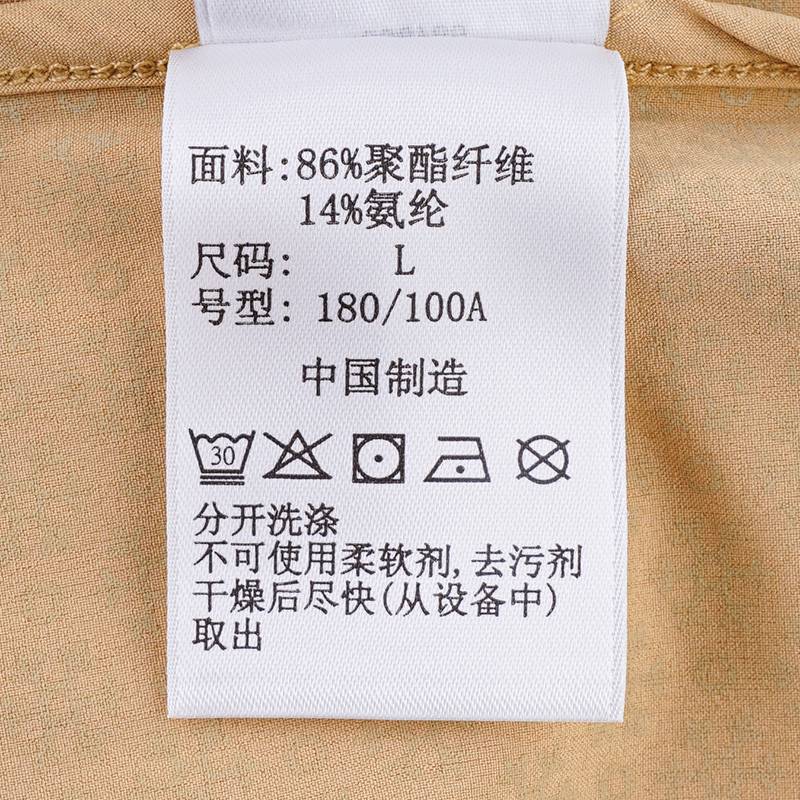 面料:86%聚酯纤维
14%氨纶
尺码: L
号型: 180/100A
中国制造
30
分开洗涤
不可使用柔软剂,去污剂
干燥后尽快(从设备中)
取出